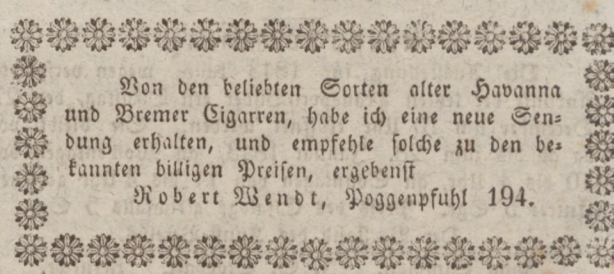 Von den beliebten Sorten alter Havanna
und Bremer Cigarren, habe ich eine neue Sen=
dung erhalten, und empfehle solche zu den be=
kannten billigen Preisen, ergebenst
Robert Wendt, Poggenpfuhl 194.